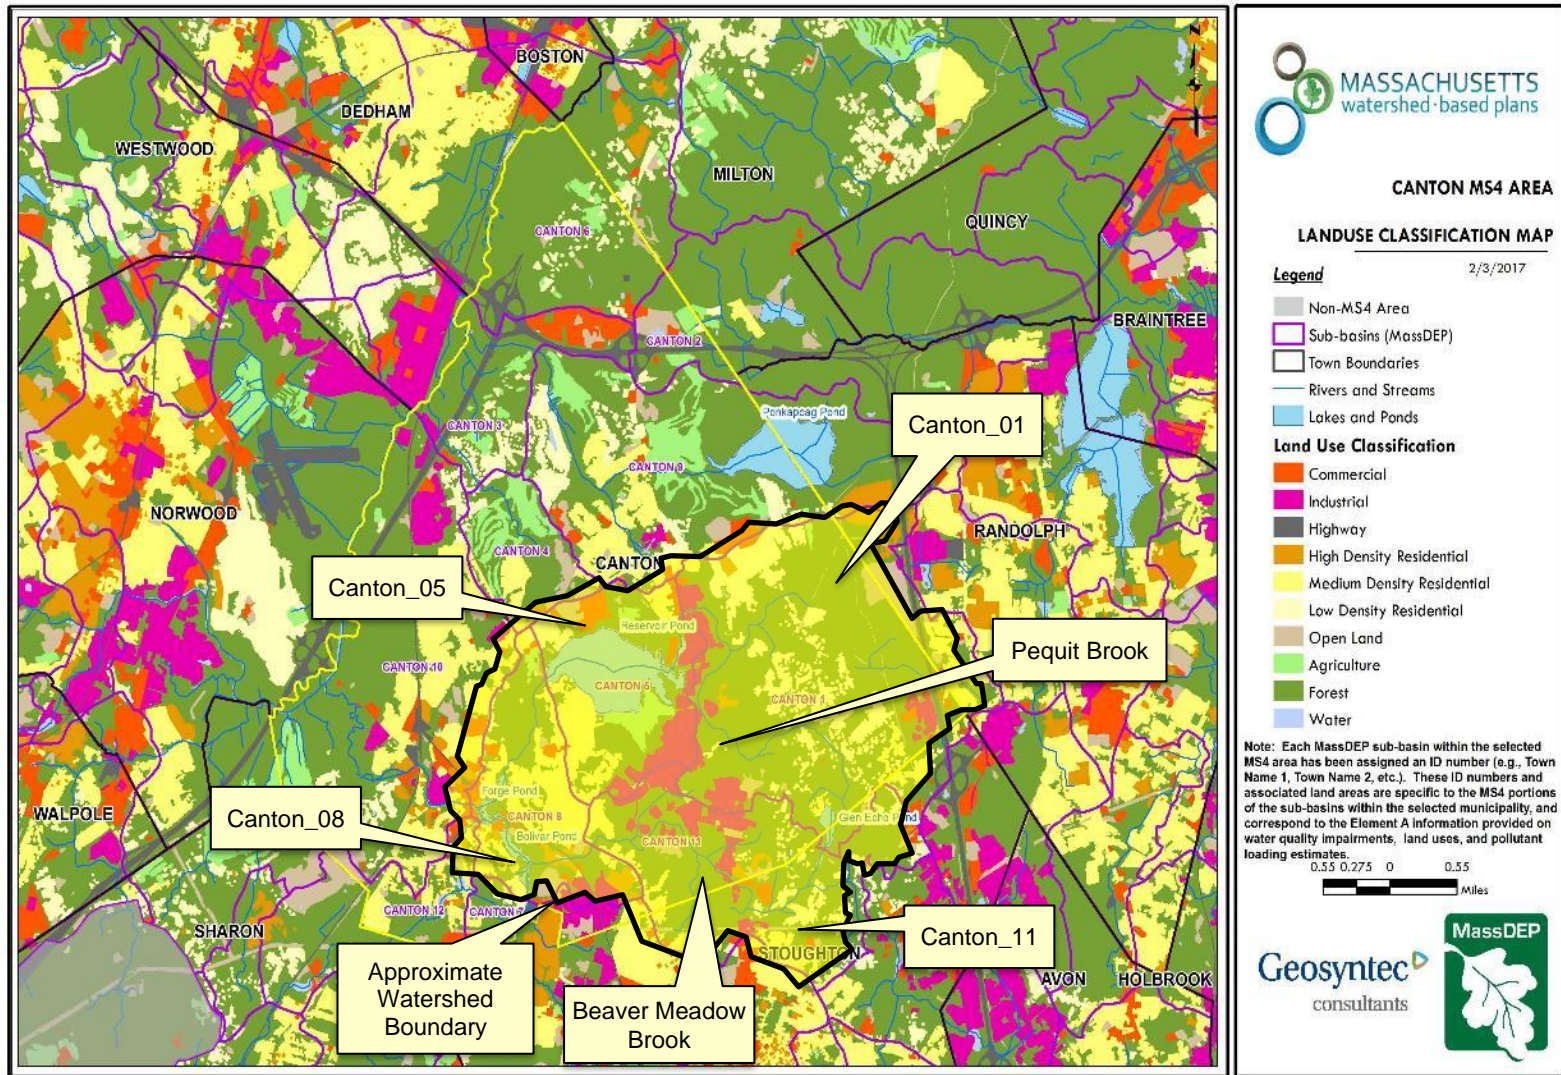 BOSTON
DEDHAM
WESTWOOD
MILTON
QUINCY
CANTON 6
BRAINTREE
CANTON 2
Ponkapoag Pond
Canton_01
CANTON 3
CANTON 9
NORWOOD
RANDOLPH
CANTON 4
CANTON
Canton_05
Reservoir Pond
Pequit Brook
CANTON 10
CANTON 5
CANTON 1
Forge Pond
WALPOLE
Canton_08
CANTON 8
Bolivar Pond
Glen Echo Pond
CANTON 11
CANTON 12
CANTON 7
SHARON
Canton_11
STOUGHTON
Approximate
Watershed
Boundary
Beaver Meadow
Brook
AVON
HOLBROOK
MASSACHUSETTS
watershed-based plans
CANTON MS4 AREA
LANDUSE CLASSIFICATION MAP
2/3/2017
Legend
Non-MS4 Area
Sub-basins (MassDEP)
Town Boundaries
Rivers and Streams
Lakes and Ponds
Land Use Classification
Commercial
Industrial
Highway
High Density Residential
Medium Density Residential
Low Density Residential
Open Land
Agriculture
Forest
Water
Note: Each MassDEP sub-basin within the selected
MS4 area has been assigned an ID number (e.g., Town
Name 1, Town Name 2, etc.). These ID numbers and
associated land areas are specific to the MS4 portions
of the sub-basins within the selected municipality, and
correspond to the Element A information provided on
water quality impairments, land uses, and pollutant
loading estimates.
0.55 0.275 0 0.55
Miles
Geosyntec
consultants
MassDEP